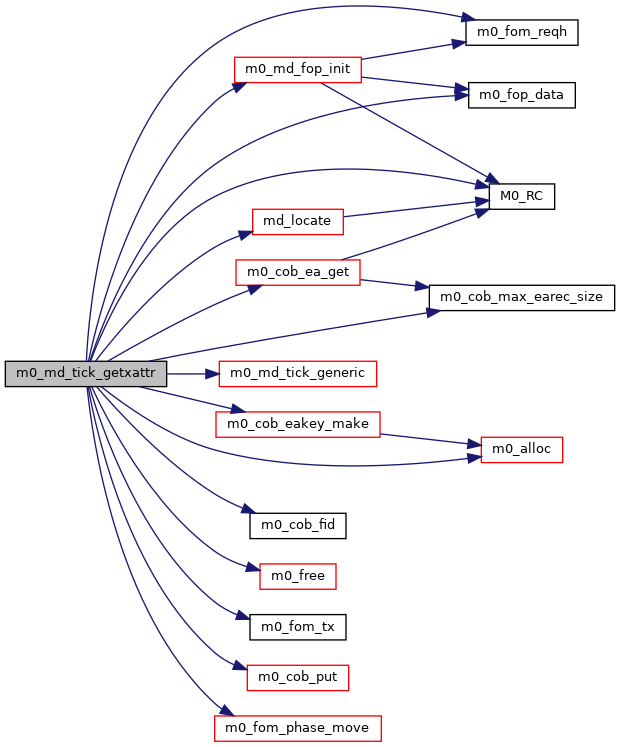 m0_fom_reqh
m0_md_fop_init
m0_fop_data
M0_RC
md_locate
m0_cob_ea_get
m0_cob_max_earec_size
m0_md_tick_getxattr
m0_md_tick_generic
m0_cob_eakey_make
m0_alloc
m0_cob_fid
m0_free
m0_fom_tx
m0_cob_put
m0_fom_phase_move